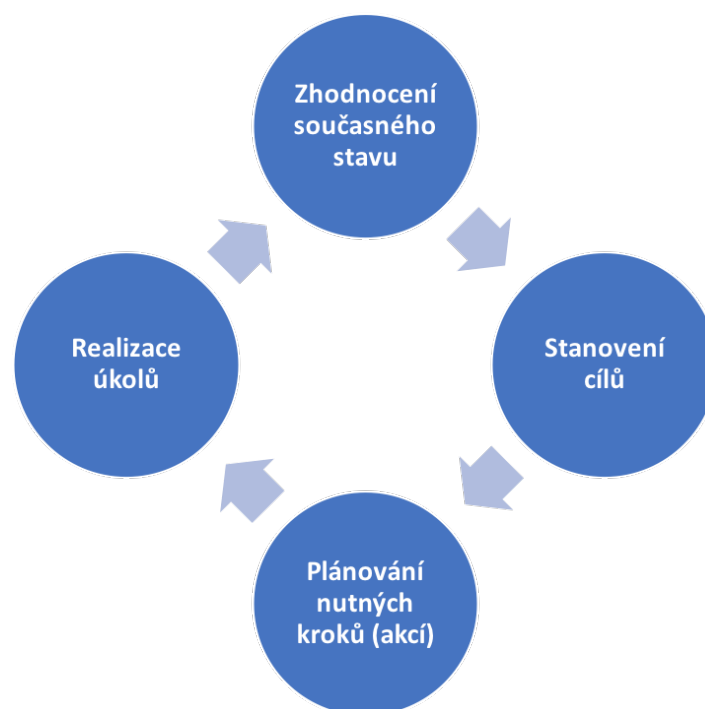 Zhodnocení
současného
stavu
Stanovení
cílů
Plánování
nutných
kroků (akcí)
Realizace
úkolů